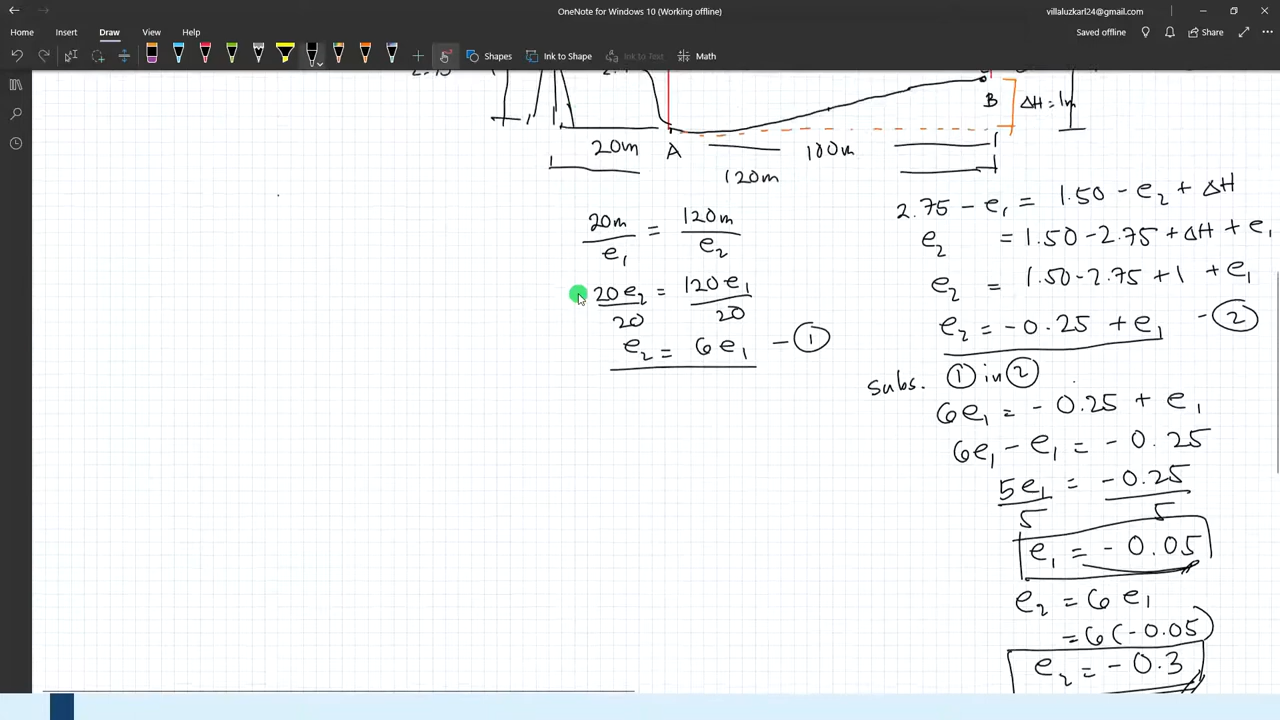 OneNote for Windows 10 (Working offline)
villaluzkarl24@gmail.com
Home Insert Draw View Help
Saved offline
Share
Shapes
Ink to Shape
Ink to Text
Math
B
ΔH = 1m
20m
A
100m
120m
20m/e₁ = 120m/e₂
20e₂/20 = 120e₁/20
e₂ = 6e₁ - ①
2.75 - e₁ = 1.50 - e₂ + ΔH
e₂ = 1.50 - 2.75 + ΔH + e₁
e₂ = 1.50 - 2.75 + 1 + e₁
e₂ = -0.25 + e₁ - ②
subs. ① in ②
6e₁ = -0.25 + e₁
6e₁ - e₁ = -0.25
5e₁/5 = -0.25/5
e₁ = -0.05
e₂ = 6e₁
= 6(-0.05)
e₂ = -0.3